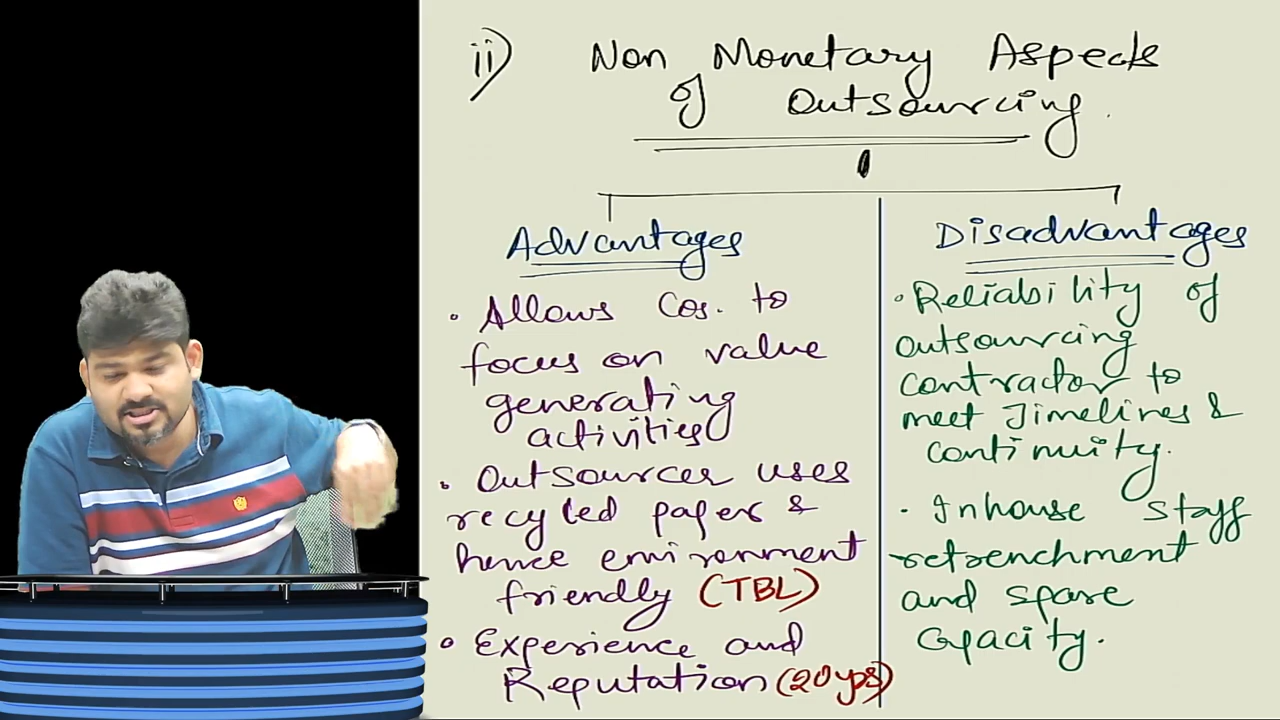 ii) Non Monetary Aspects
of Outsourcing.
Advantages
• Allows Cos. to
focus on value
generating
activities
• Outsourcer uses
recycled paper &
hence environment
friendly (TBL)
• Experience and
Reputation (20yrs)
Disadvantages
• Reliability of
outsourcing
contractor to
meet Timelines &
continuity.
• Inhouse staff
retrenchment
and spare
capacity.